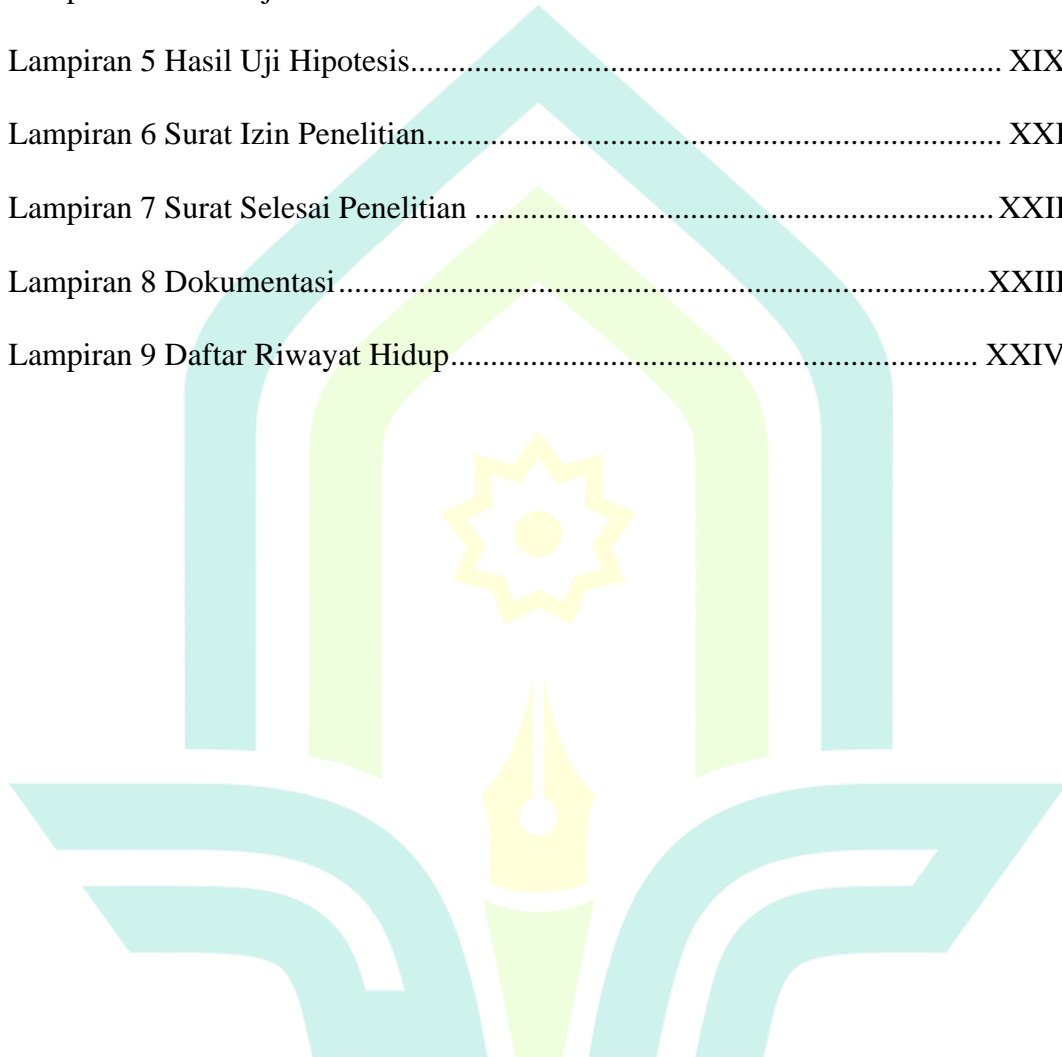 Lampiran 5 Hasil Uji Hipotesis........................................................................ XIX
Lampiran 6 Surat Izin Penelitian...................................................................... XXI
Lampiran 7 Surat Selesai Penelitian ............................................................... XXII
Lampiran 8 Dokumentasi...............................................................................XXIII
Lampiran 9 Daftar Riwayat Hidup................................................................ XXIV